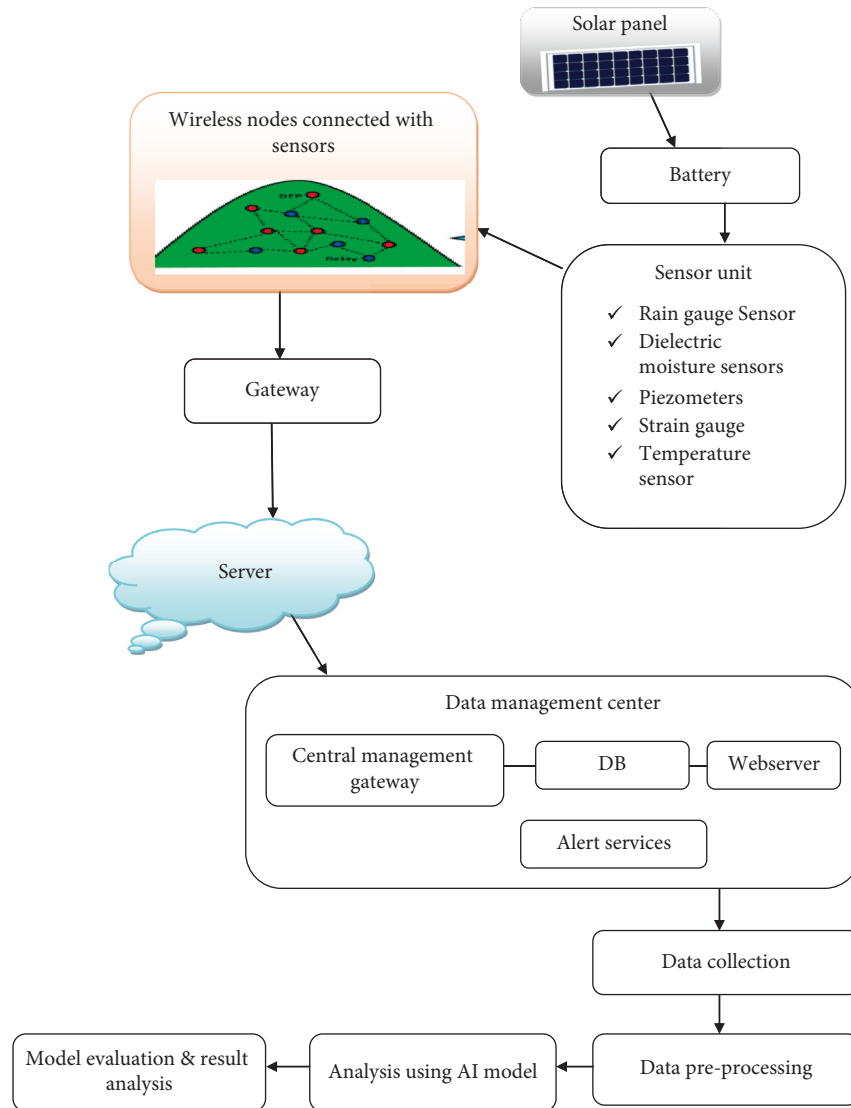 Solar panel
Wireless nodes connected with
sensors
DEP
Relay
Battery
Sensor unit
✓ Rain gauge Sensor
✓ Dielectric
moisture sensors
✓ Piezometers
✓ Strain gauge
✓ Temperature
sensor
Gateway
Server
Data management center
Central management
gateway
DB
Webserver
Alert services
Data collection
Data pre-processing
Analysis using AI model
Model evaluation & result
analysis